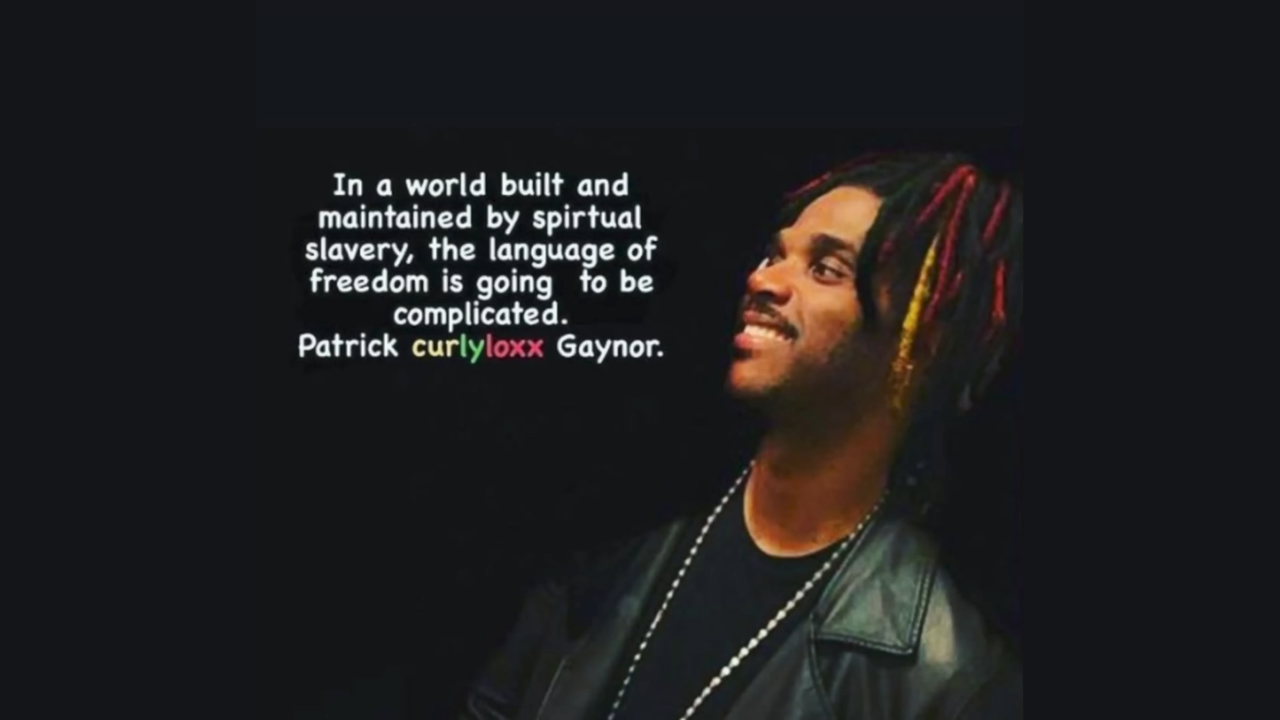 In a world built and
maintained by spirtual
slavery, the language of
freedom is going  to be
complicated.
Patrick curlyloxx Gaynor.